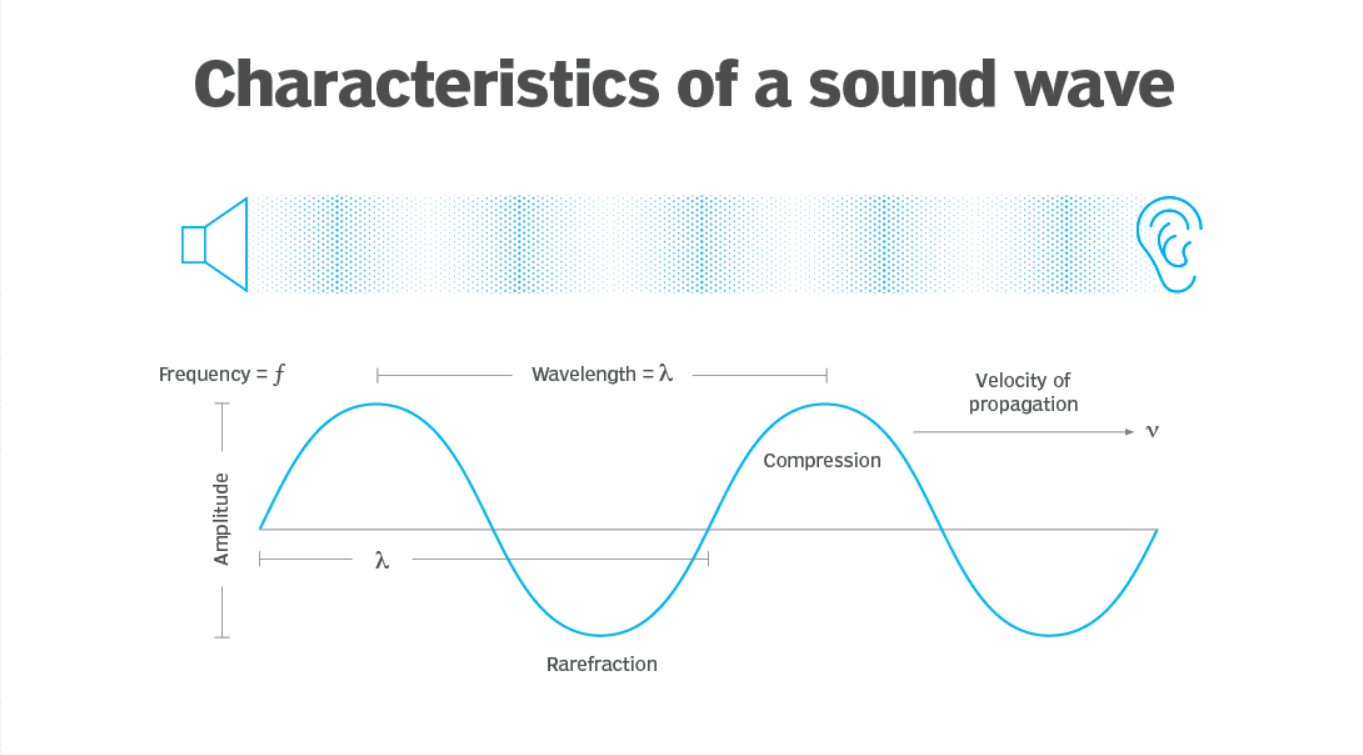 Characteristics of a sound wave
Frequency = f
Wavelength = λ
Velocity of
propagation
v
Compression
Amplitude
λ
Rarefraction